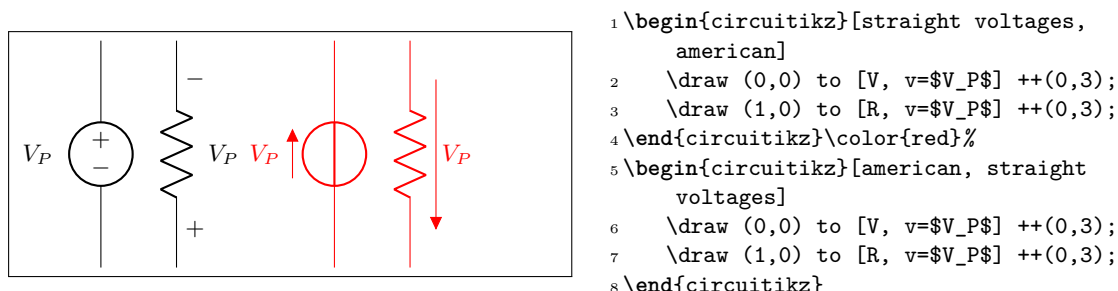 −
V_P
+
−
V_P
+
V_P
V_P
1 \begin{circuitikz}[straight voltages,
american]
2 \draw (0,0) to [V, v=$V_P$] ++(0,3);
3 \draw (1,0) to [R, v=$V_P$] ++(0,3);
4 \end{circuitikz}\color{red}%
5 \begin{circuitikz}[american, straight
voltages]
6 \draw (0,0) to [V, v=$V_P$] ++(0,3);
7 \draw (1,0) to [R, v=$V_P$] ++(0,3);
8 \end{circuitikz}